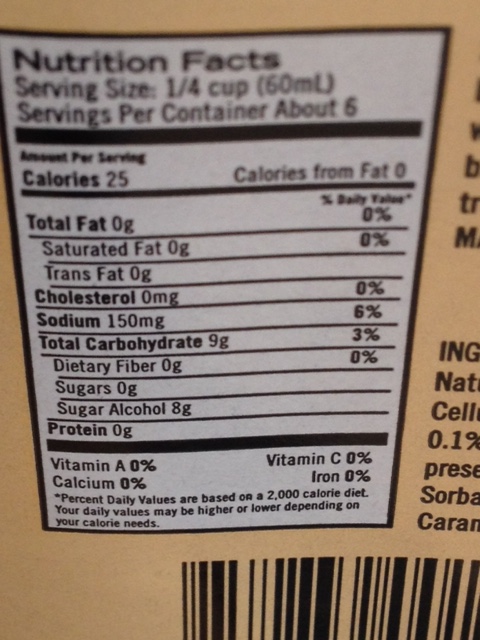 Nutrition Facts
Serving Size: 1/4 cup (60mL)
Servings Per Container About 6
Amount Per Serving
Calories 25 Calories from Fat 0
% Daily Value*
Total Fat 0g 0%
Saturated Fat 0g 0%
Trans Fat 0g
Cholesterol 0mg 0%
Sodium 150mg 6%
Total Carbohydrate 9g 3%
Dietary Fiber 0g 0%
Sugars 0g
Sugar Alcohol 8g
Protein 0g
Vitamin A 0% Vitamin C 0%
Calcium 0% Iron 0%
*Percent Daily Values are based on a 2,000 calorie diet.
Your daily values may be higher or lower depending on
your calorie needs.
b
tr
MA
ING
Natu
Cellu
0.1%
prese
Sorba
Caram